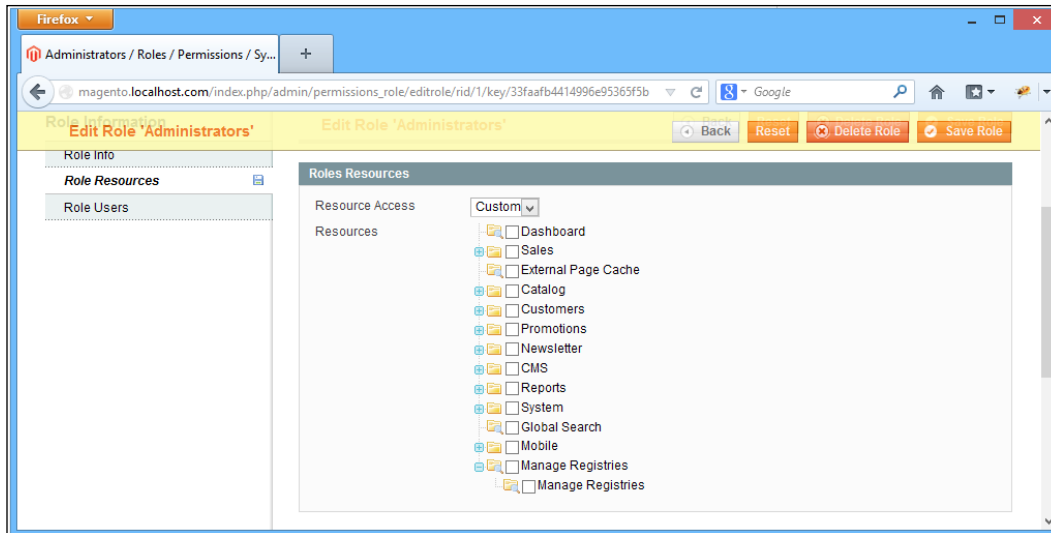 Firefox
Administrators / Roles / Permissions / Sy...
magento.localhost.com/index.php/admin/permissions_role/editrole/rid/1/key/33faafb4414996e95365f5b
Google
Role Information
Edit Role 'Administrators'
Edit Role 'Administrators'
Back
Reset
Delete Role
Save Role
Role Info
Role Resources
Role Users
Roles Resources
Resource Access
Custom
Resources
Dashboard
Sales
External Page Cache
Catalog
Customers
Promotions
Newsletter
CMS
Reports
System
Global Search
Mobile
Manage Registries
Manage Registries